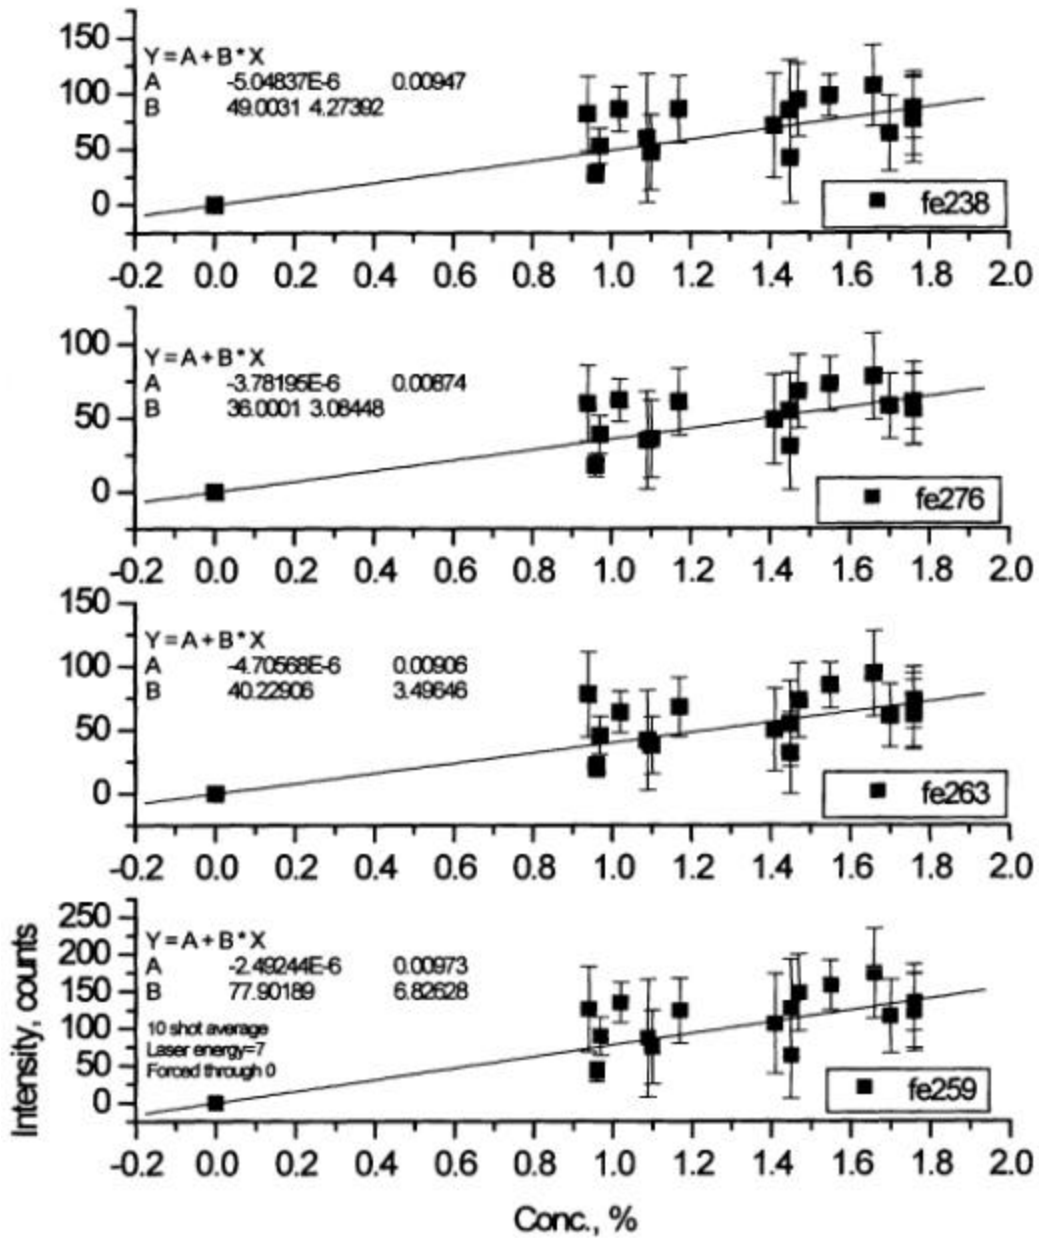 150
100
50
0
Y = A + B * X
A -5.04837E-6 0.00947
B 49.0031 4.27392
fe238
-0.2 0.0 0.2 0.4 0.6 0.8 1.0 1.2 1.4 1.6 1.8 2.0
100
50
0
Y = A + B * X
A -3.78195E-6 0.00874
B 36.0001 3.08448
fe276
-0.2 0.0 0.2 0.4 0.6 0.8 1.0 1.2 1.4 1.6 1.8 2.0
150
100
50
0
Y = A + B * X
A -4.70568E-6 0.00906
B 40.22906 3.49646
fe263
-0.2 0.0 0.2 0.4 0.6 0.8 1.0 1.2 1.4 1.6 1.8 2.0
Intensity, counts
250
200
150
100
50
0
Y = A + B * X
A -2.49244E-6 0.00973
B 77.90189 6.82628
10 shot average
Laser energy=7
Forced through 0
fe259
-0.2 0.0 0.2 0.4 0.6 0.8 1.0 1.2 1.4 1.6 1.8 2.0
Conc., %